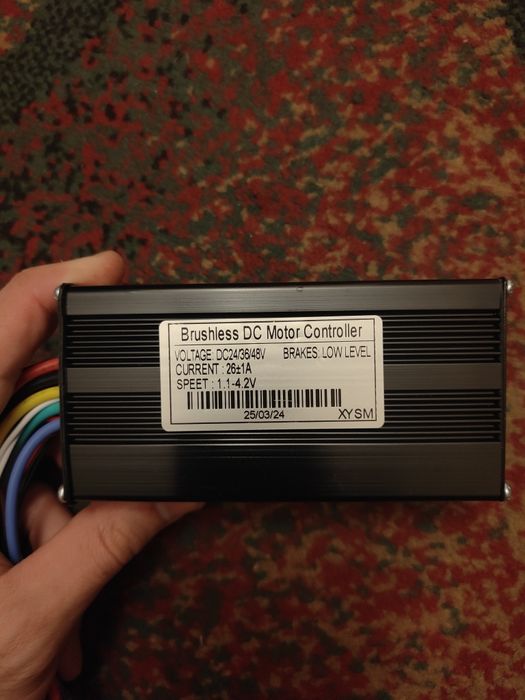 Brushless DC Motor Controller
VOLTAGE: DC24/36/48V BRAKES: LOW LEVEL
CURRENT : 26±1A
SPEET : 1.1-4.2V
25/03/24 XYSM